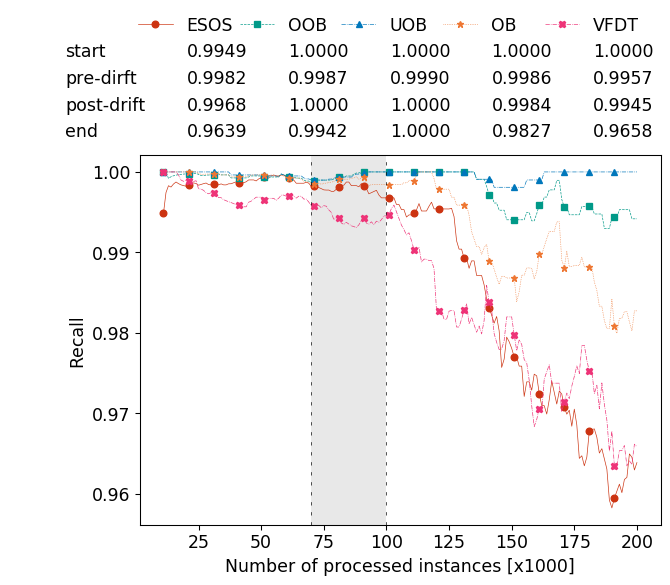 ESOS OOB UOB OB VFDT
start 0.9949 1.0000 1.0000 1.0000 1.0000
pre-dirft 0.9982 0.9987 0.9990 0.9986 0.9957
post-drift 0.9968 1.0000 1.0000 0.9984 0.9945
end 0.9639 0.9942 1.0000 0.9827 0.9658
1.00
0.99
0.98
0.97
0.96
Recall
25 50 75 100 125 150 175 200
Number of processed instances [x1000]